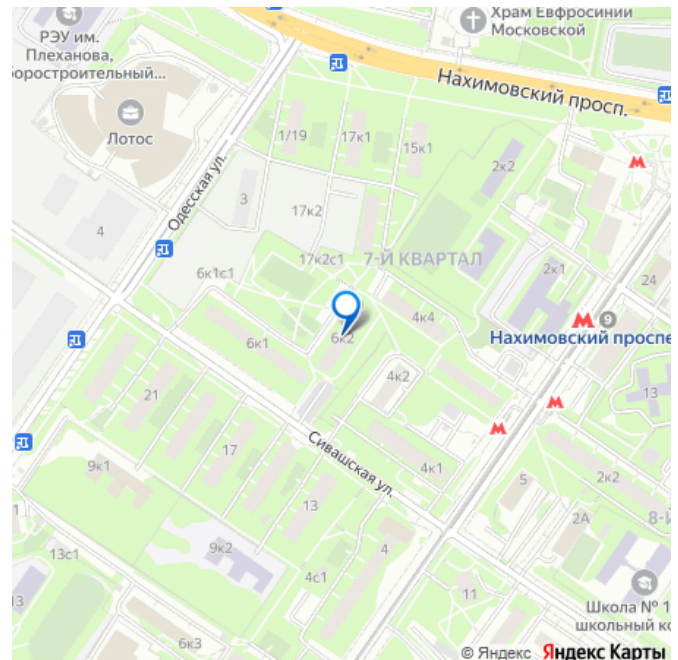 Храм Евфросинии
Московской
РЭУ им.
Плеханова,
боростроительный...
Лотос
Нахимовский просп.
1/19
17к1
15к1
2к2
Одесская ул.
3
17к2
4
17к2с1
7-Й КВАРТАЛ
6к1с1
2к1
24
9
Нахимовский проспе
6к1
6к2
4к4
4к2
13
21
17
Сивашская ул.
4к1
9к1
2к2
5
13
2А
8-Й
1
9к2
4
13с1
4с1
11
13
Школа № 1
школьный ко
6к3
© Яндекс Яндекс Карты